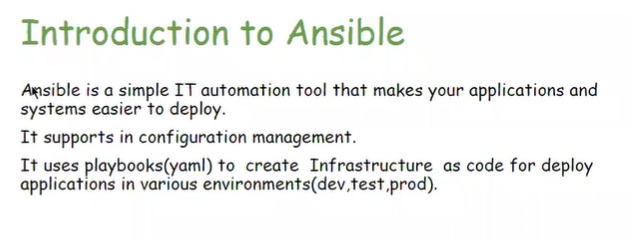 Introduction to Ansible
Ansible is a simple IT automation tool that makes your applications and
systems easier to deploy.
It supports in configuration management.
It uses playbooks(yaml) to create Infrastructure as code for deploy
applications in various environments(dev,test,prod).